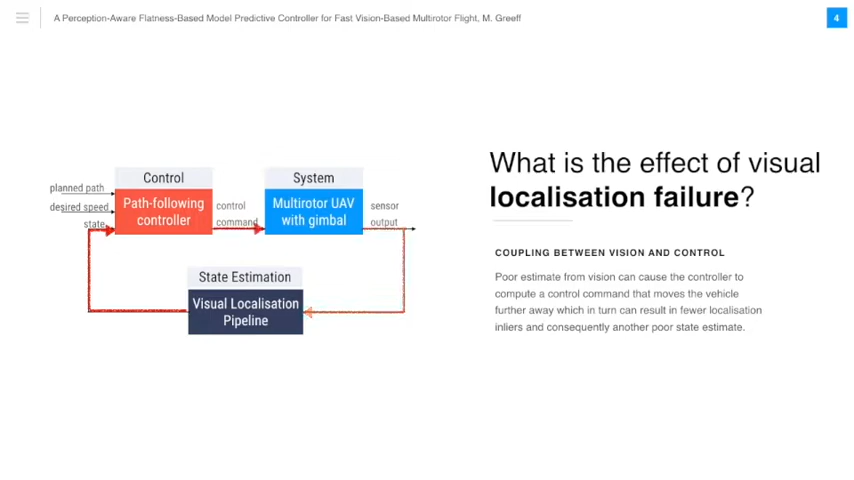 A Perception-Aware Flatness-Based Model Predictive Controller for Fast Vision-Based Multirotor Flight, M. Greeff
4
Control
System
planned path
desired speed
state
Path-following
controller
control
command
Multirotor UAV
with gimbal
sensor
output
State Estimation
Visual Localisation
Pipeline
What is the effect of visual
localisation failure?
COUPLING BETWEEN VISION AND CONTROL
Poor estimate from vision can cause the controller to
compute a control command that moves the vehicle
further away which in turn can result in fewer localisation
inliers and consequently another poor state estimate.